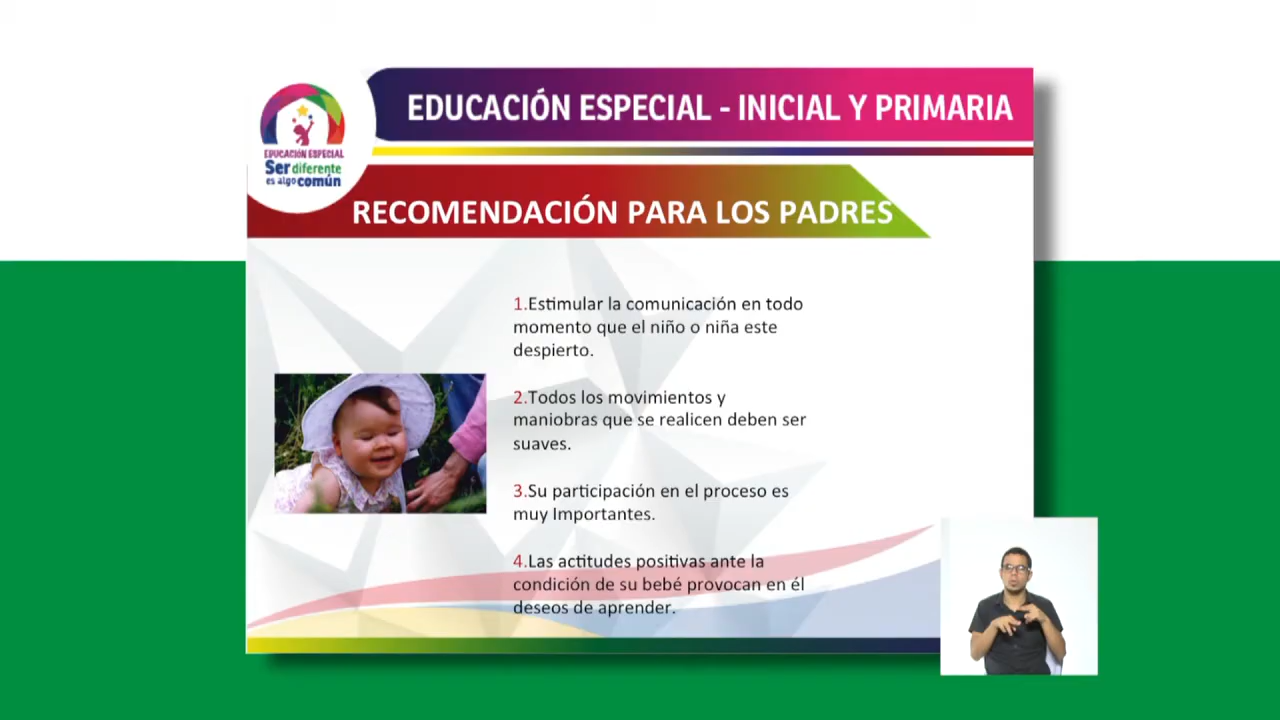 EDUCACIÓN ESPECIAL - INICIAL Y PRIMARIA
EDUCACIÓN ESPECIAL
Ser diferente
es algo común
RECOMENDACIÓN PARA LOS PADRES
1.Estimular la comunicación en todo
momento que el niño o niña este
despierto.
2.Todos los movimientos y
maniobras que se realicen deben ser
suaves.
3.Su participación en el proceso es
muy Importantes.
4.Las actitudes positivas ante la
condición de su bebé provocan en él
deseos de aprender.